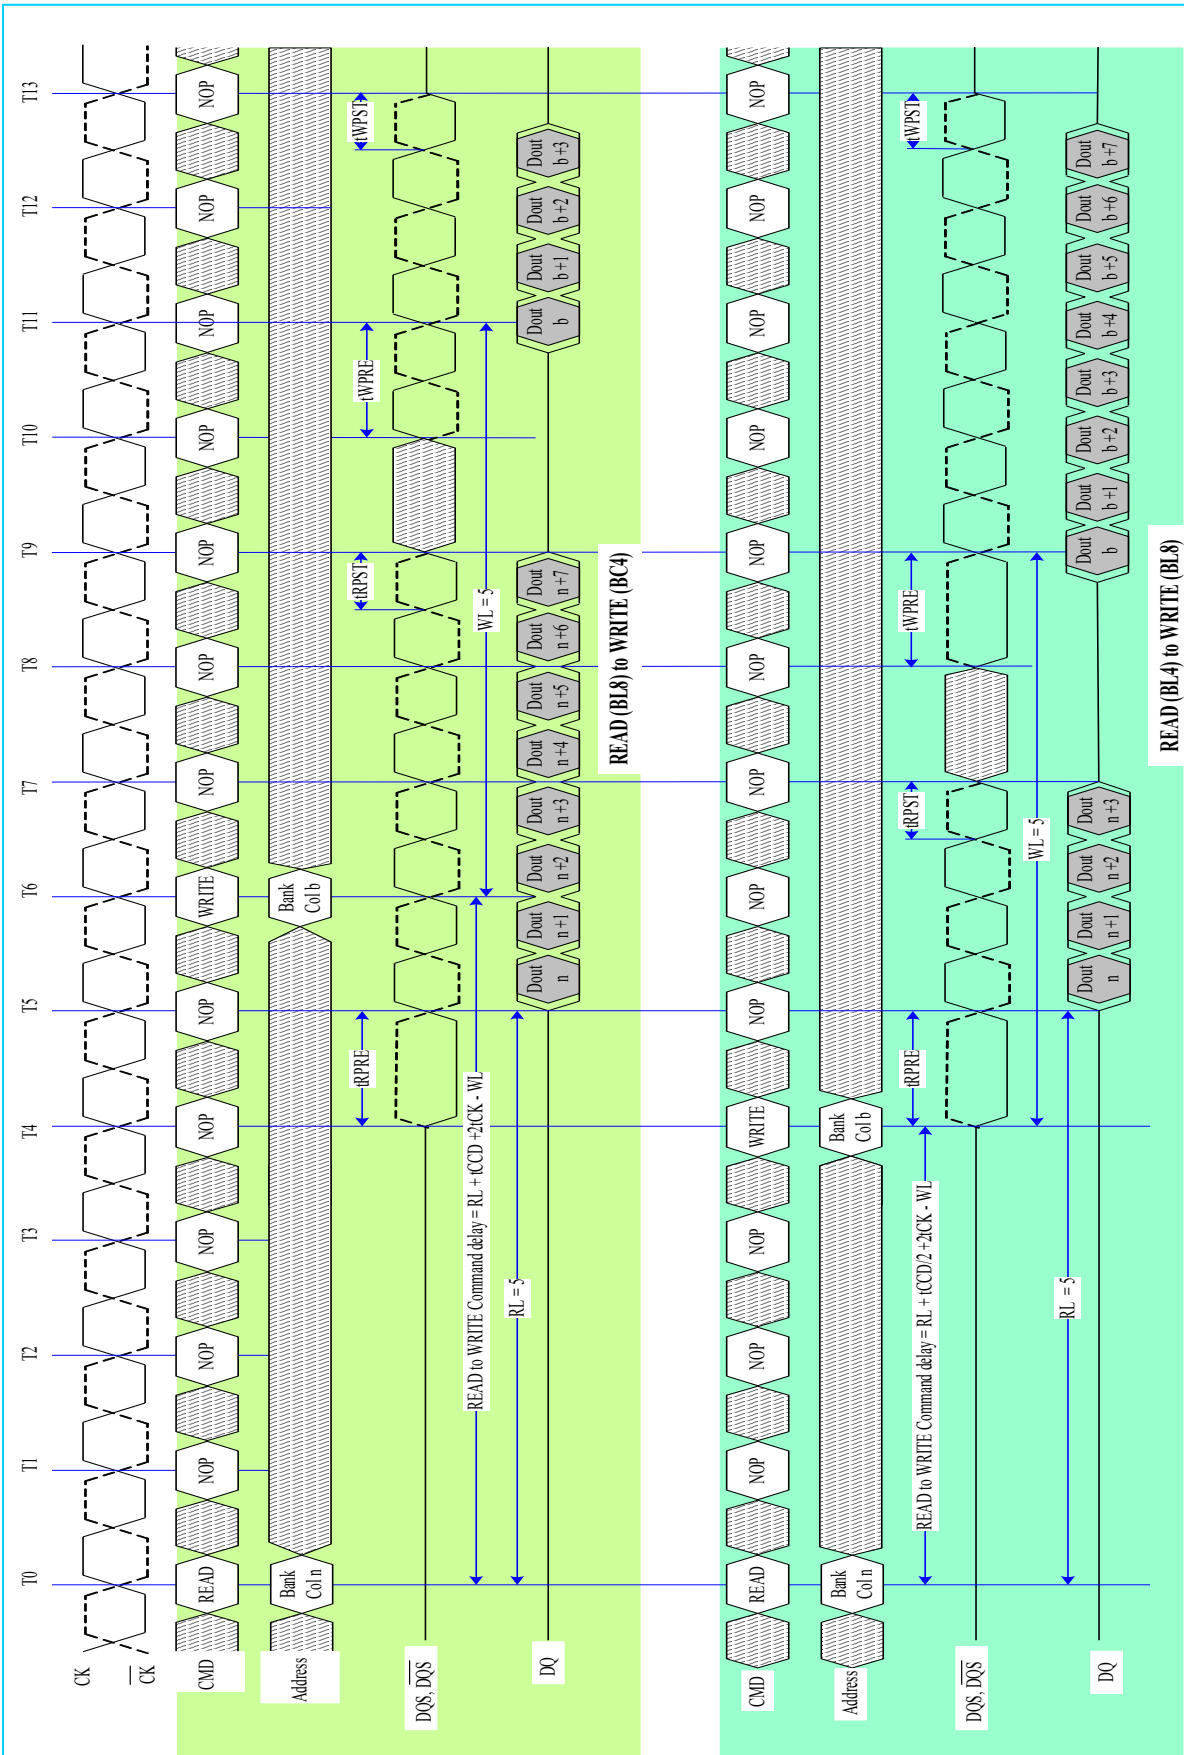 T0 T1 T2 T3 T4 T5 T6 T7 T8 T9 T10 T11 T12 T13
CK
CK
CMD READ NOP NOP NOP NOP NOP WRITE NOP NOP NOP NOP NOP NOP NOP
Address
Bank
Col n
Bank
Col b
tRPRE tRPST tWPRE tWPST
DQS, DQS
READ to WRITE Command delay = RL + tCCD +2tCK - WL
WL = 5
RL = 5
DQ
Dout Dout Dout Dout Dout Dout Dout Dout Dout Dout Dout Dout
n n+1 n+2 n+3 n+4 n+5 n+6 n+7 b b+1 b+2 b+3
READ (BL8) to WRITE (BC4)
CMD READ NOP NOP NOP WRITE NOP NOP NOP NOP NOP NOP NOP NOP NOP
Address
Bank
Col n
Bank
Col b
tRPRE tRPST tWPRE tWPST
READ to WRITE Command delay = RL + tCCD/2 +2tCK - WL
DQS, DQS
WL = 5
RL = 5
DQ
Dout Dout Dout Dout Dout Dout Dout Dout Dout Dout Dout Dout
n n+1 n+2 n+3 b b+1 b+2 b+3 b+4 b+5 b+6 b+7
READ (BL4) to WRITE (BL8)